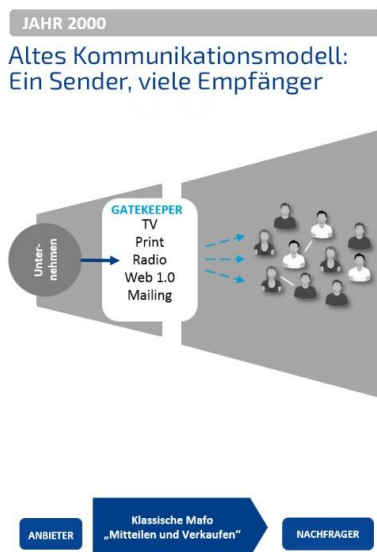 JAHR 2000
Altes Kommunikationsmodell:
Ein Sender, viele Empfänger
GATEKEEPER
TV
Print
Radio
Web 1.0
Mailing
Unter-
nehmen
ANBIETER
Klassische Mafo
„Mitteilen und Verkaufen“
NACHFRAGER